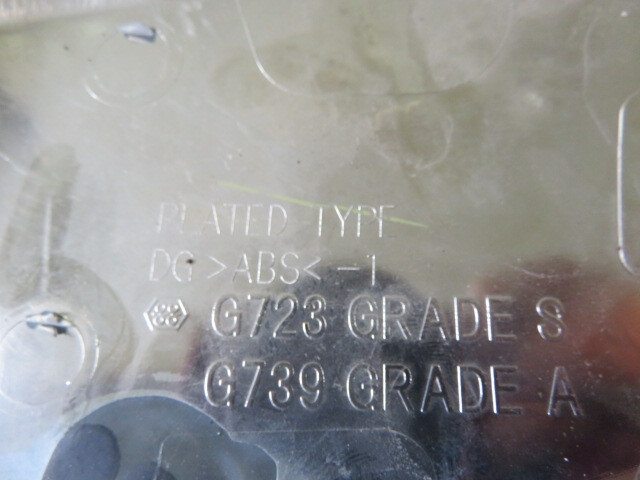 PLATED TYPE
DG >ABS< -1
G723 GRADE S
G739 GRADE A